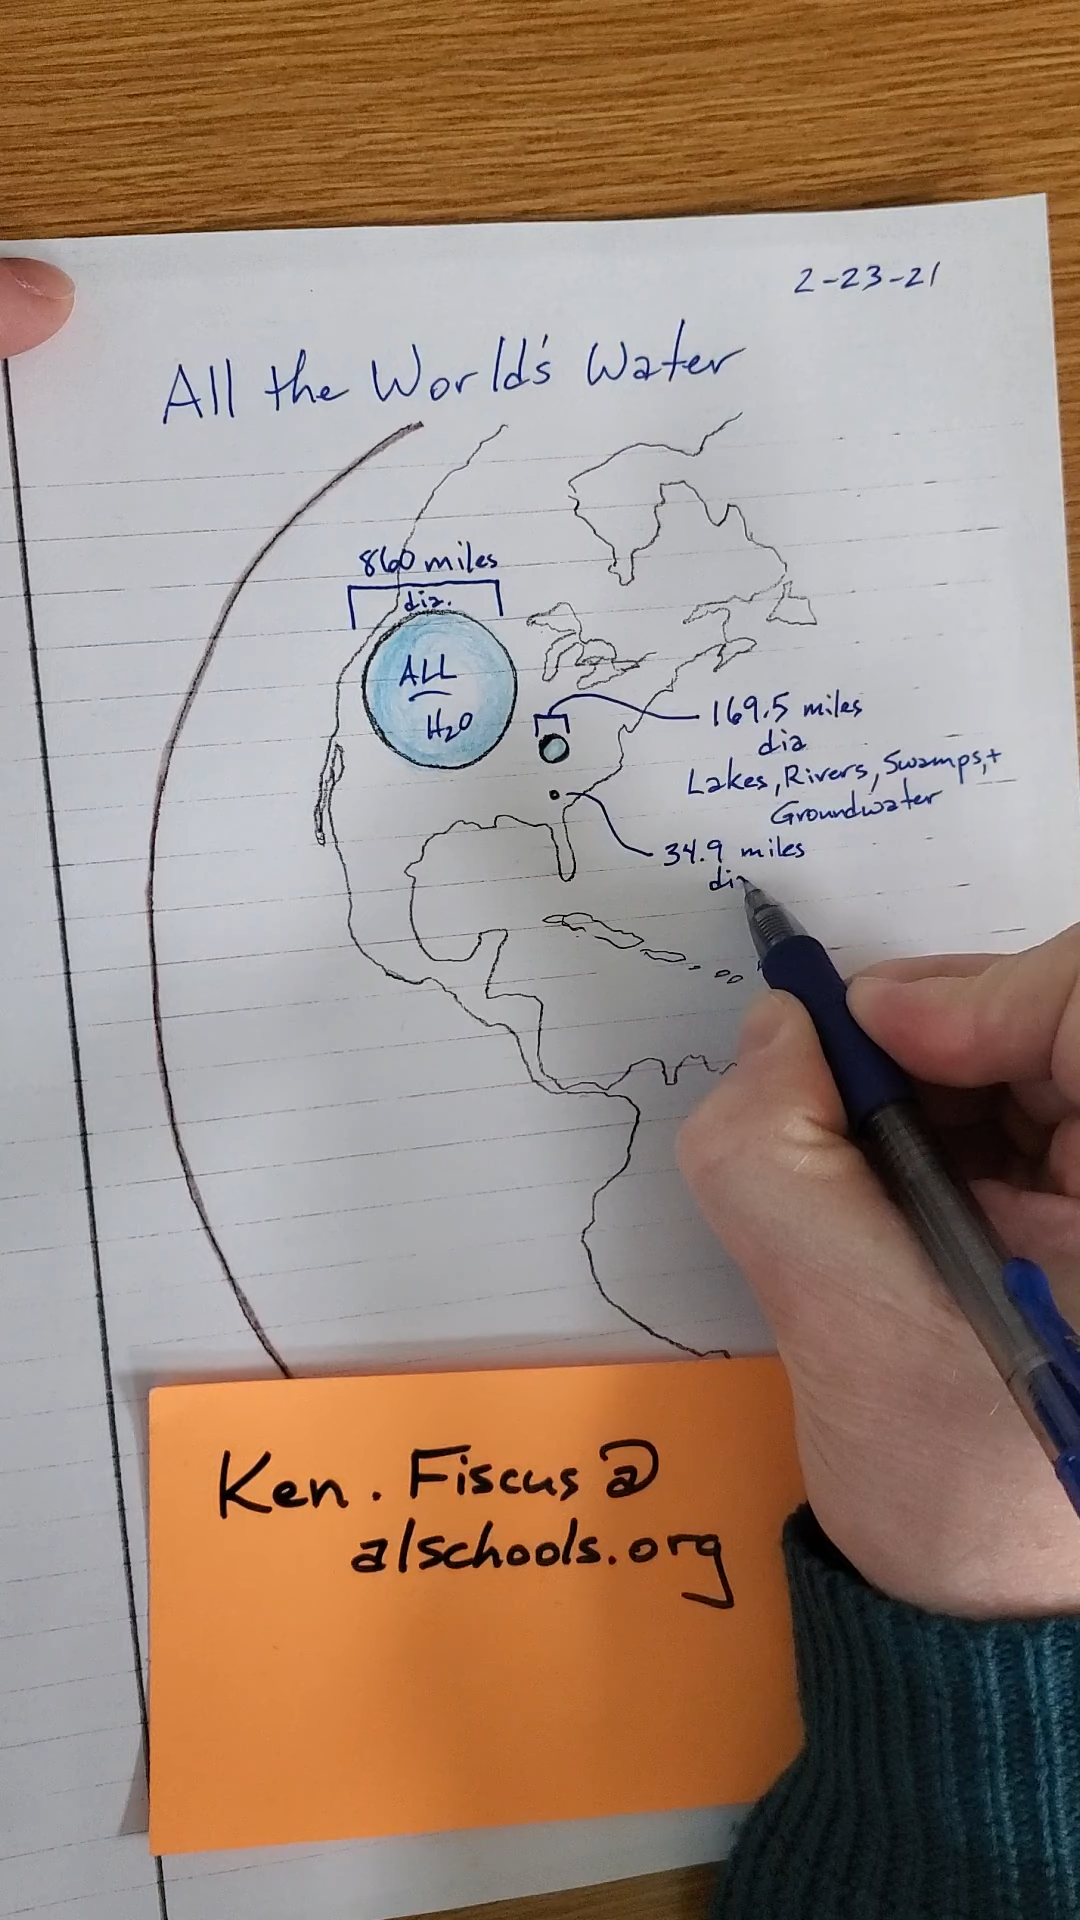 2-23-21
All the World's Water
860 miles
dia.
ALL
H2O
169.5 miles
dia
Lakes, Rivers, Swamps, +
Groundwater
34.9 miles
dia
Ken.Fiscus@
alschools.org